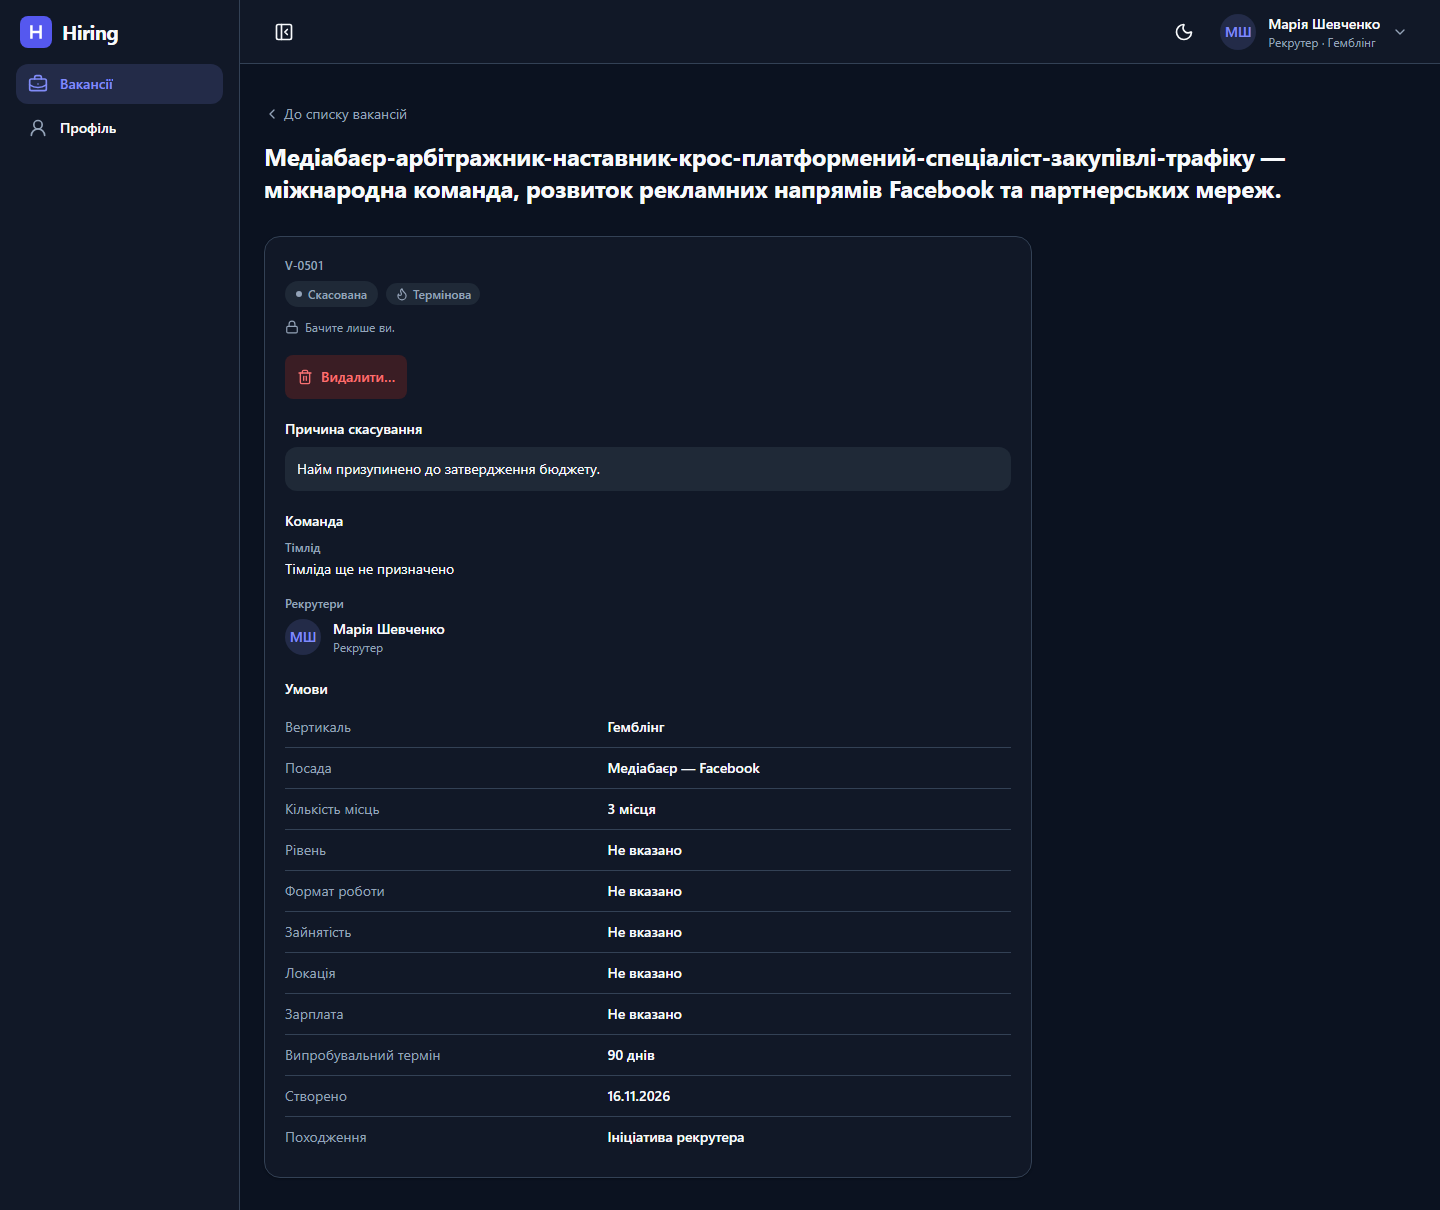 H Hiring
Вакансії
Профіль
МШ
Марія Шевченко
Рекрутер · Гемблінг
До списку вакансій
Медіабаєр-арбітражник-наставник-крос-платформений-спеціаліст-закупівлі-трафіку —
міжнародна команда, розвиток рекламних напрямів Facebook та партнерських мереж.
V-0501
Скасована
Термінова
Бачите лише ви.
Видалити...
Причина скасування
Найм призупинено до затвердження бюджету.
Команда
Тімлід
Тімліда ще не призначено
Рекрутери
МШ
Марія Шевченко
Рекрутер
Умови
Вертикаль Гемблінг
Посада Медіабаєр — Facebook
Кількість місць 3 місця
Рівень Не вказано
Формат роботи Не вказано
Зайнятість Не вказано
Локація Не вказано
Зарплата Не вказано
Випробувальний термін 90 днів
Створено 16.11.2026
Походження Ініціатива рекрутера